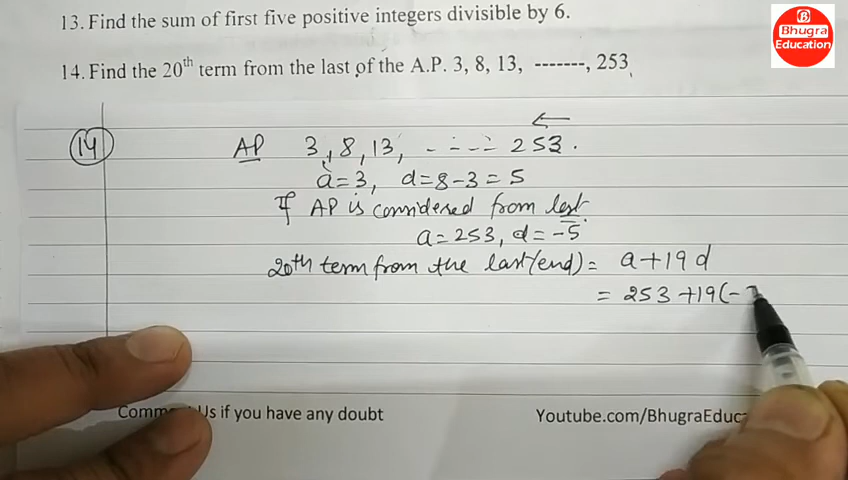 13. Find the sum of first five positive integers divisible by 6.
B
Bhugra
Education
14. Find the 20th term from the last of the A.P. 3, 8, 13, -------, 253
14 AP 3, 8, 13, - - - - 253.
a=3, d=8-3=5
If AP is considered from last.
a=253, d=-5
20th term from the last/end) = a+19d
= 253+19(-
Comm Us if you have any doubt Youtube.com/BhugraEduc